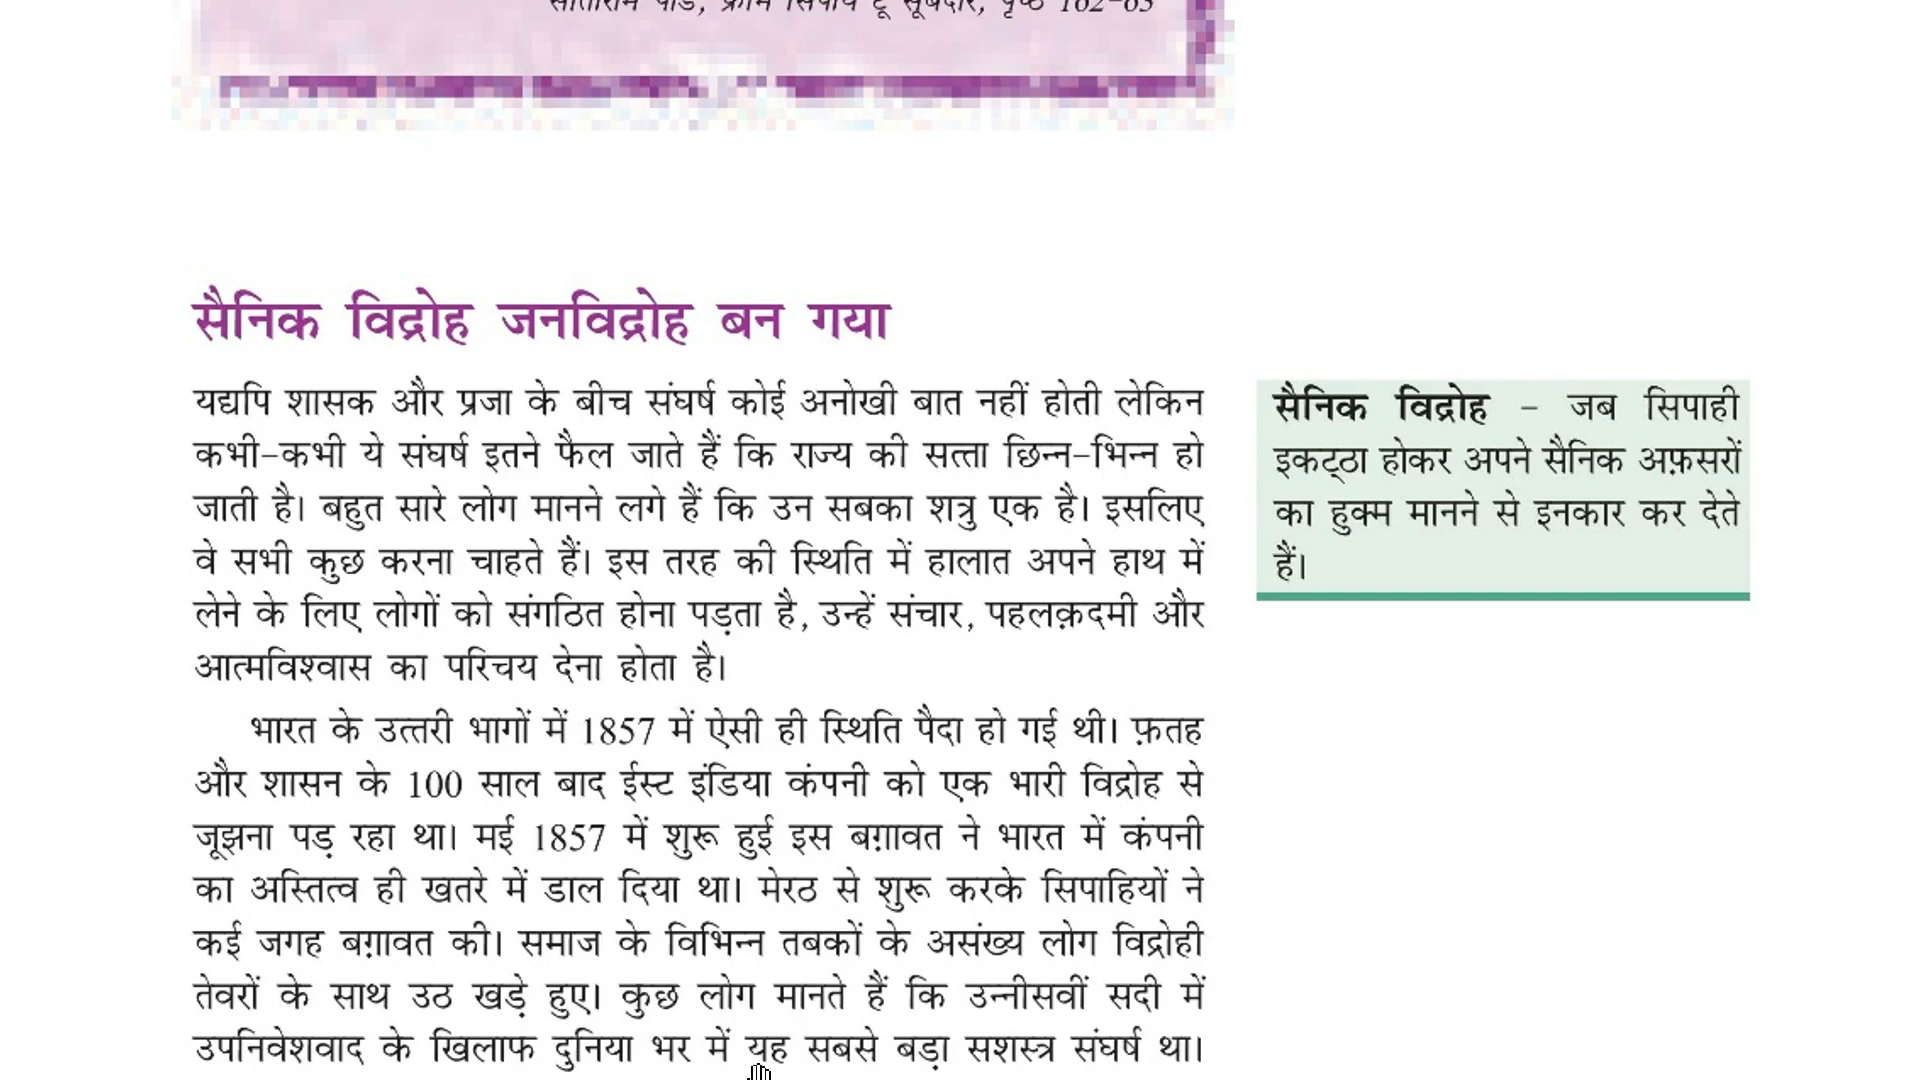 सीताराम पांडे, फ्रॉम सिपॉय टू सूबेदार, पृष्ठ 162-63
सैनिक विद्रोह जनविद्रोह बन गया
यद्यपि शासक और प्रजा के बीच संघर्ष कोई अनोखी बात नहीं होती लेकिन
कभी-कभी ये संघर्ष इतने फैल जाते हैं कि राज्य की सत्ता छिन्न-भिन्न हो
जाती है। बहुत सारे लोग मानने लगे हैं कि उन सबका शत्रु एक है। इसलिए
वे सभी कुछ करना चाहते हैं। इस तरह की स्थिति में हालात अपने हाथ में
लेने के लिए लोगों को संगठित होना पड़ता है, उन्हें संचार, पहलक़दमी और
आत्मविश्वास का परिचय देना होता है।
भारत के उत्तरी भागों में 1857 में ऐसी ही स्थिति पैदा हो गई थी। फ़तह
और शासन के 100 साल बाद ईस्ट इंडिया कंपनी को एक भारी विद्रोह से
जूझना पड़ रहा था। मई 1857 में शुरू हुई इस बग़ावत ने भारत में कंपनी
का अस्तित्व ही खतरे में डाल दिया था। मेरठ से शुरू करके सिपाहियों ने
कई जगह बग़ावत की। समाज के विभिन्न तबकों के असंख्य लोग विद्रोही
तेवरों के साथ उठ खड़े हुए। कुछ लोग मानते हैं कि उन्नीसवीं सदी में
उपनिवेशवाद के खिलाफ दुनिया भर में यह सबसे बड़ा सशस्त्र संघर्ष था।
सैनिक विद्रोह – जब सिपाही
इकट्ठा होकर अपने सैनिक अफ़सरों
का हुक्म मानने से इनकार कर देते
हैं।